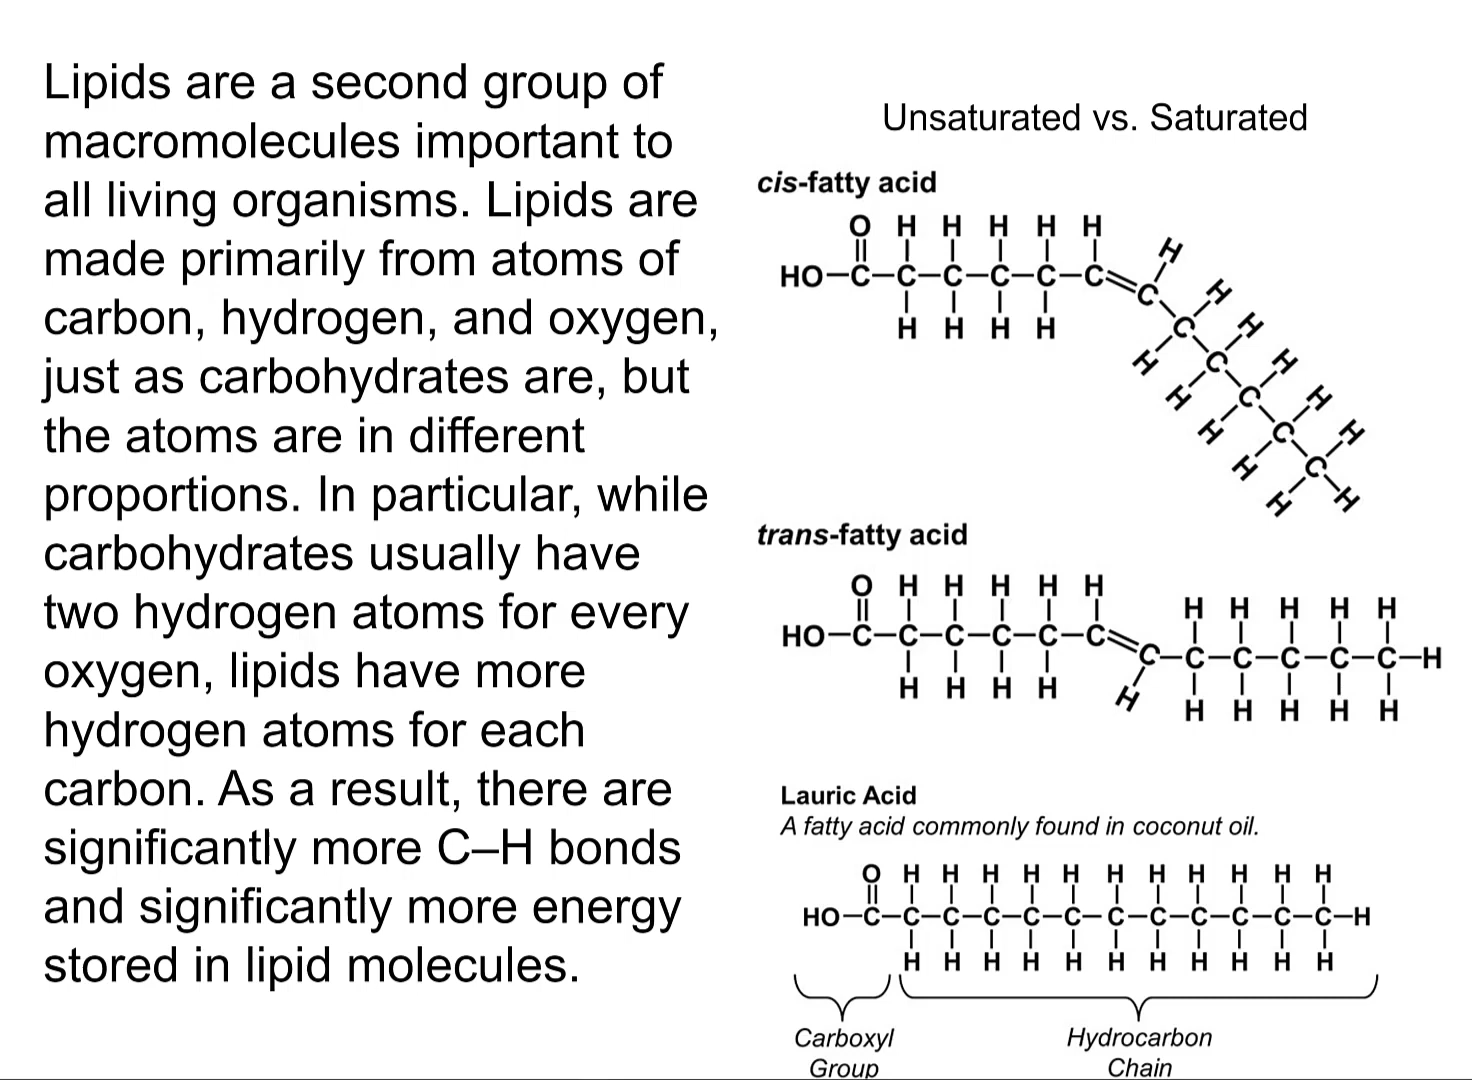 Lipids are a second group of
macromolecules important to
all living organisms. Lipids are
made primarily from atoms of
carbon, hydrogen, and oxygen,
just as carbohydrates are, but
the atoms are in different
proportions. In particular, while
carbohydrates usually have
two hydrogen atoms for every
oxygen, lipids have more
hydrogen atoms for each
carbon. As a result, there are
significantly more C–H bonds
and significantly more energy
stored in lipid molecules.
Unsaturated vs. Saturated
cis-fatty acid
O H H H H H
HO–C–C–C–C–C–C=C–C–C–C–C–C
H H H H
H H H H H H
H H H H H H
trans-fatty acid
O H H H H H
H H H H H
HO–C–C–C–C–C–C=C–C–C–C–C–C–H
H H H H H
H H H H H
Lauric Acid
A fatty acid commonly found in coconut oil.
O H H H H H H H H H H H
HO–C–C–C–C–C–C–C–C–C–C–C–C–H
H H H H H H H H H H H
Carboxyl
Group
Hydrocarbon
Chain